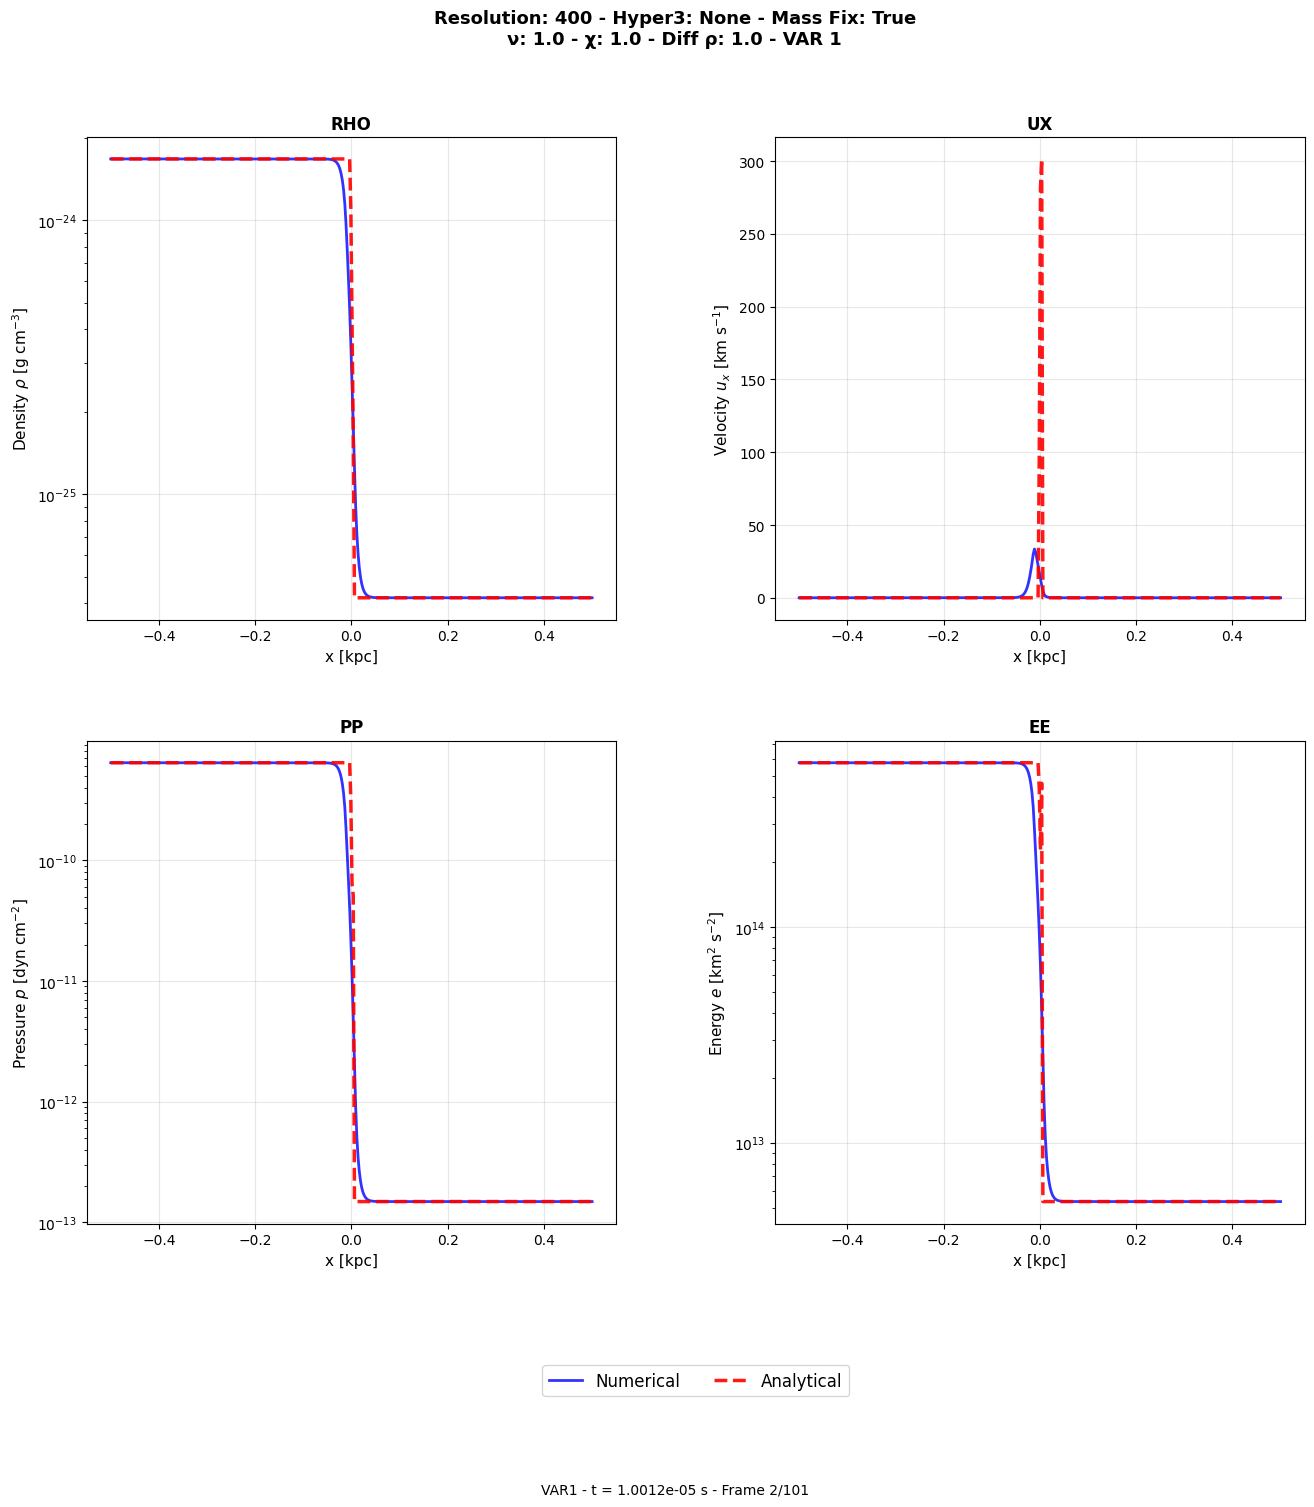 Resolution: 400 - Hyper3: None - Mass Fix: True
ν: 1.0 - χ: 1.0 - Diff ρ: 1.0 - VAR 1
RHO
Density ρ [g cm⁻³]
10⁻²⁴
10⁻²⁵
−0.4 −0.2 0.0 0.2 0.4
x [kpc]
UX
Velocity uₓ [km s⁻¹]
300
250
200
150
100
50
0
−0.4 −0.2 0.0 0.2 0.4
x [kpc]
PP
Pressure p [dyn cm⁻²]
10⁻¹⁰
10⁻¹¹
10⁻¹²
10⁻¹³
−0.4 −0.2 0.0 0.2 0.4
x [kpc]
EE
Energy e [km² s⁻²]
10¹⁴
10¹³
−0.4 −0.2 0.0 0.2 0.4
x [kpc]
Numerical Analytical
VAR1 - t = 1.0012e-05 s - Frame 2/101